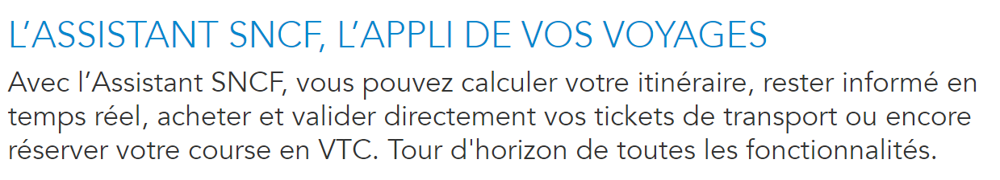 L’ASSISTANT SNCF, L’APPLI DE VOS VOYAGES
Avec l’Assistant SNCF, vous pouvez calculer votre itinéraire, rester informé en
temps réel, acheter et valider directement vos tickets de transport ou encore
réserver votre course en VTC. Tour d'horizon de toutes les fonctionnalités.